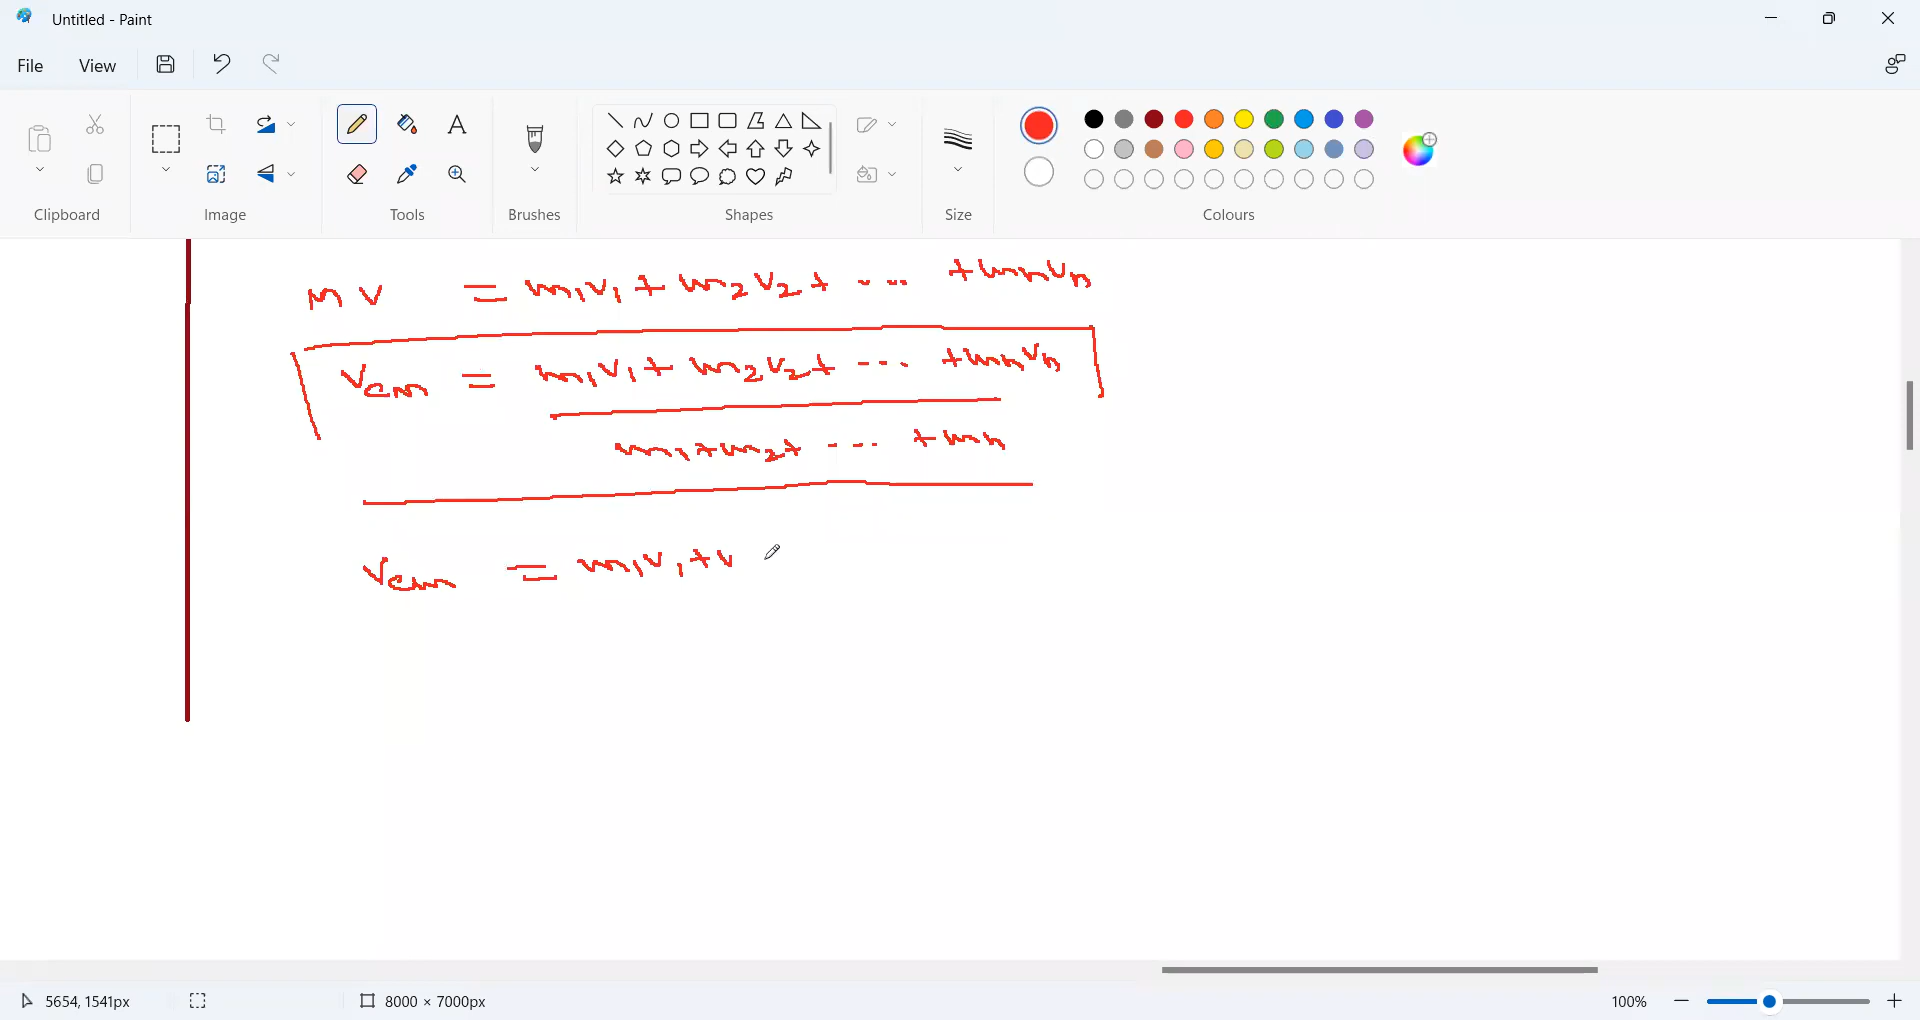 Untitled - Paint
File View
Clipboard Image Tools Brushes Shapes Size Colours
m v = m1v1 + m2v2 + ... + mnvn
vcm = m1v1 + m2v2 + ... + mnvn
m1 + m2 + ... + mn
vcm = m1v1 + v
5654, 1541px 8000 × 7000px 100%